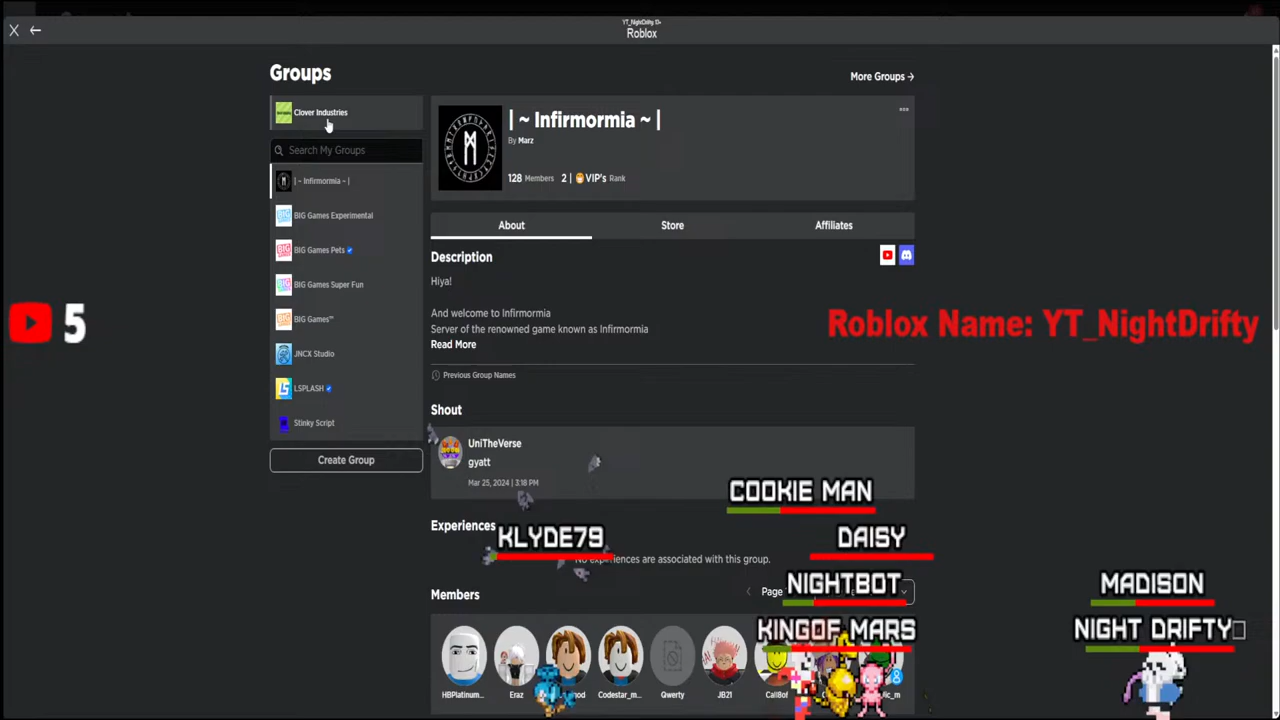 YT_NightDrifty 13+
Roblox
Groups
More Groups →
Clover Industries
Search My Groups
| ~ Infirmormia ~ |
BIG Games Experimental
BIG Games Pets
BIG Games Super Fun
BIG Games™
JNCX Studio
LSPLASH
Stinky Script
Create Group
| ~ Infirmormia ~ |
By Marz
128 Members 2 | 😁VIP's Rank
About Store Affiliates
Description
Hiya!
And welcome to Infirmormia
Server of the renowned game known as Infirmormia
Read More
Previous Group Names
Shout
UniTheVerse
gyatt
Mar 25, 2024 | 3:18 PM
Experiences
No experiences are associated with this group.
Members
Page
HBPlatinum... Eraz Codestar_m... Qwerty JB21
5
Roblox Name: YT_NightDrifty
COOKIE MAN
KLYDE79
DAISY
NIGHTBOT
MADISON
KINGOF MARS
NIGHT DRIFTY